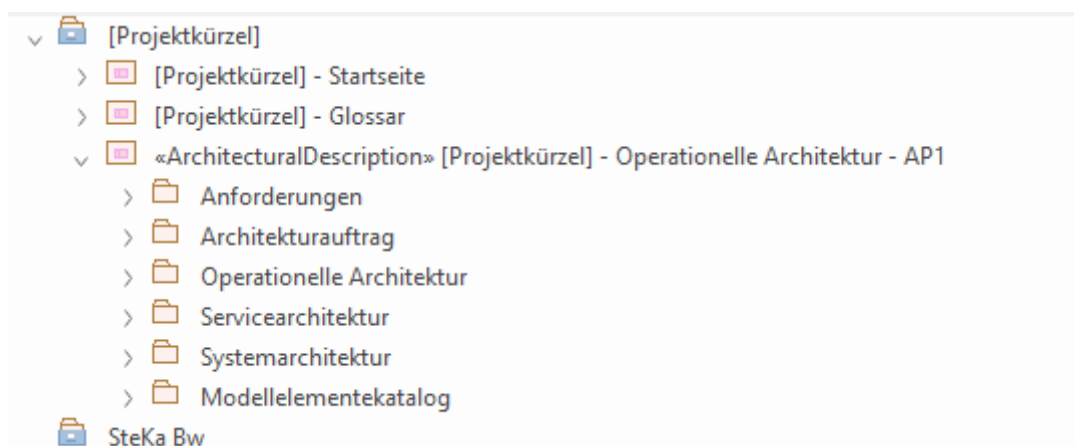 [Projektkürzel]
[Projektkürzel] - Startseite
[Projektkürzel] - Glossar
«ArchitecturalDescription» [Projektkürzel] - Operationelle Architektur - AP1
Anforderungen
Architekturauftrag
Operationelle Architektur
Servicearchitektur
Systemarchitektur
Modellelementekatalog
SteKa Bw